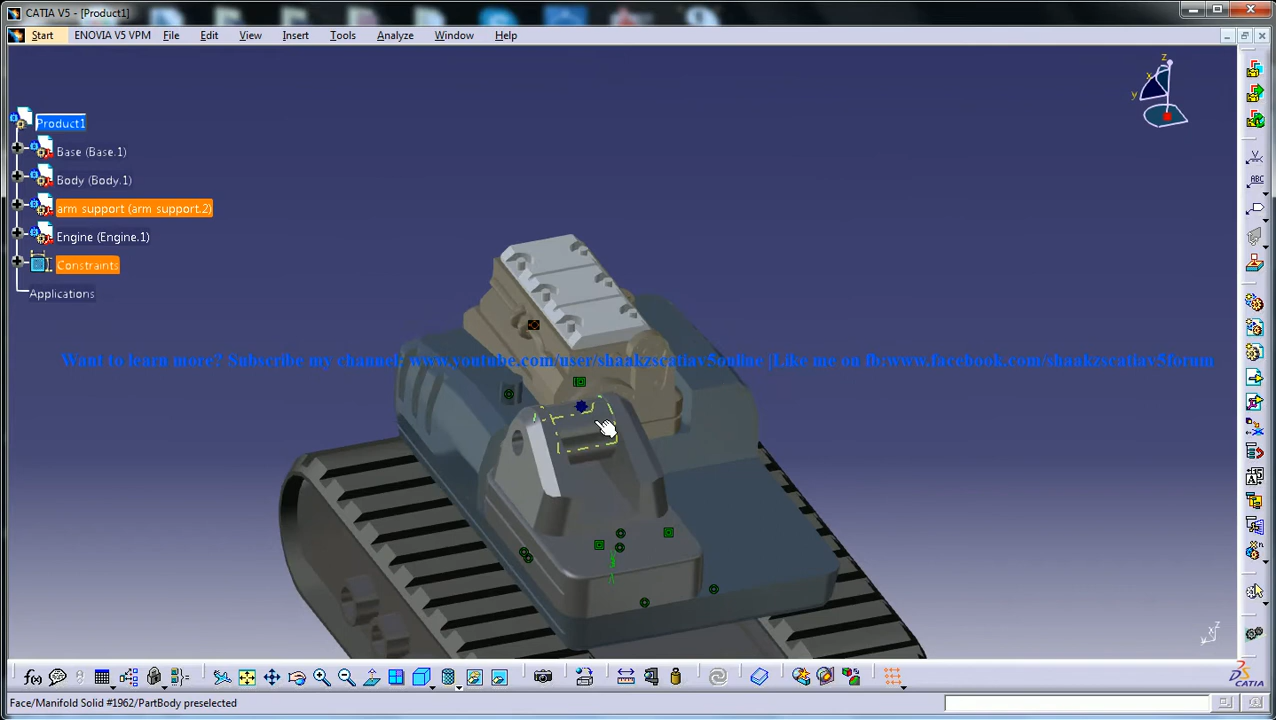 CATIA V5 - [Product1]
Start ENOVIA V5 VPM File Edit View Insert Tools Analyze Window Help
z
x
y
Product1
Base (Base.1)
Body (Body.1)
arm support (arm support.2)
Engine (Engine.1)
Constraints
Applications
Want to learn more? Subscribe my channel: www.youtube.com/user/shaakzscatiav5online |Like me on fb:www.facebook.com/shaakzscatiav5forum
ABC
f(x)
CATIA
Face/Manifold Solid #1962/PartBody preselected